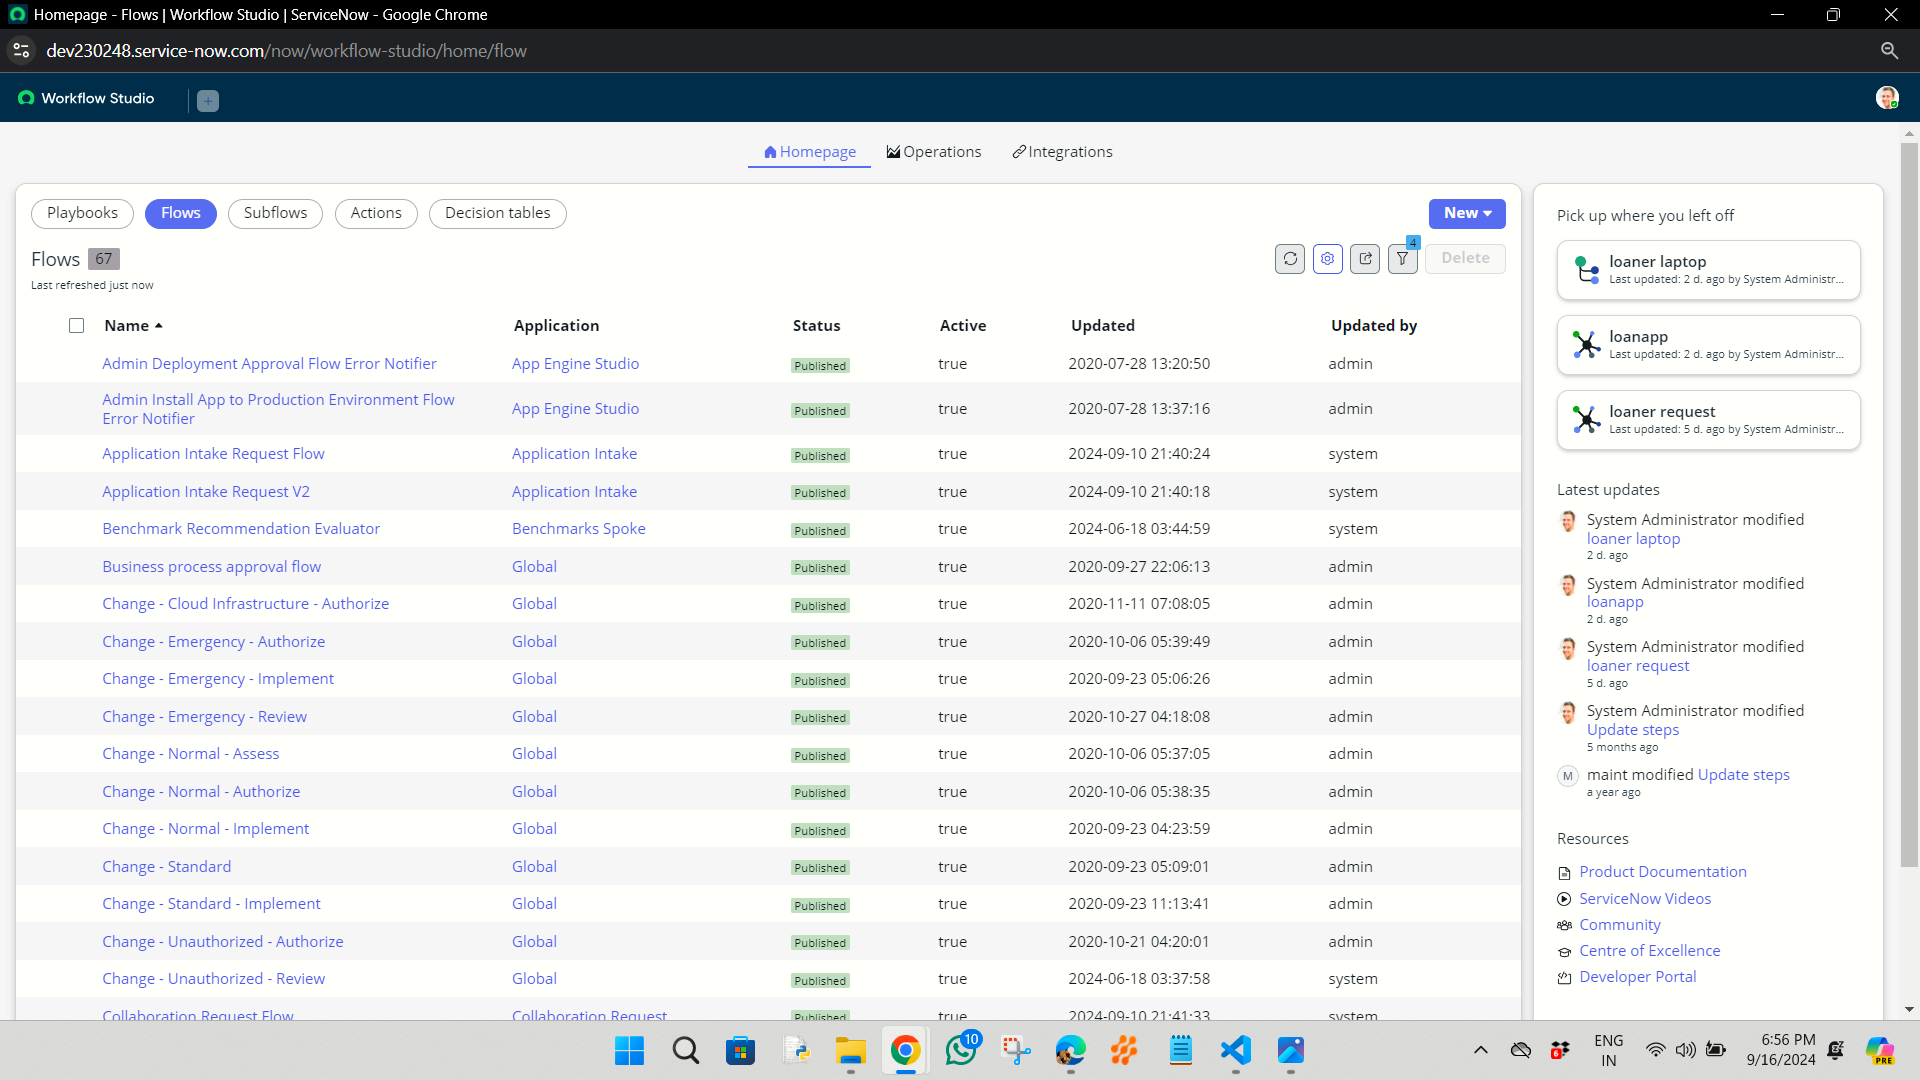 Homepage - Flows | Workflow Studio | ServiceNow - Google Chrome
dev230248.service-now.com/now/workflow-studio/home/flow
Workflow Studio
Homepage Operations Integrations
Playbooks Flows Subflows Actions Decision tables New
Flows 67
4
Delete
Last refreshed just now
Name Application Status Active Updated Updated by
Admin Deployment Approval Flow Error Notifier App Engine Studio Published true 2020-07-28 13:20:50 admin
Admin Install App to Production Environment Flow
Error Notifier App Engine Studio Published true 2020-07-28 13:37:16 admin
Application Intake Request Flow Application Intake Published true 2024-09-10 21:40:24 system
Application Intake Request V2 Application Intake Published true 2024-09-10 21:40:18 system
Benchmark Recommendation Evaluator Benchmarks Spoke Published true 2024-06-18 03:44:59 system
Business process approval flow Global Published true 2020-09-27 22:06:13 admin
Change - Cloud Infrastructure - Authorize Global Published true 2020-11-11 07:08:05 admin
Change - Emergency - Authorize Global Published true 2020-10-06 05:39:49 admin
Change - Emergency - Implement Global Published true 2020-09-23 05:06:26 admin
Change - Emergency - Review Global Published true 2020-10-27 04:18:08 admin
Change - Normal - Assess Global Published true 2020-10-06 05:37:05 admin
Change - Normal - Authorize Global Published true 2020-10-06 05:38:35 admin
Change - Normal - Implement Global Published true 2020-09-23 04:23:59 admin
Change - Standard Global Published true 2020-09-23 05:09:01 admin
Change - Standard - Implement Global Published true 2020-09-23 11:13:41 admin
Change - Unauthorized - Authorize Global Published true 2020-10-21 04:20:01 admin
Change - Unauthorized - Review Global Published true 2024-06-18 03:37:58 system
Collaboration Request Flow Collaboration Request Published true 2024-09-10 21:41:33 system
Pick up where you left off
loaner laptop
Last updated: 2 d. ago by System Administr...
loanapp
Last updated: 2 d. ago by System Administr...
loaner request
Last updated: 5 d. ago by System Administr...
Latest updates
System Administrator modified
loaner laptop
2 d. ago
System Administrator modified
loanapp
2 d. ago
System Administrator modified
loaner request
5 d. ago
System Administrator modified
Update steps
5 months ago
M maint modified Update steps
a year ago
Resources
Product Documentation
ServiceNow Videos
Community
Centre of Excellence
Developer Portal
10
6
ENG
IN
6:56 PM
9/16/2024
PRE